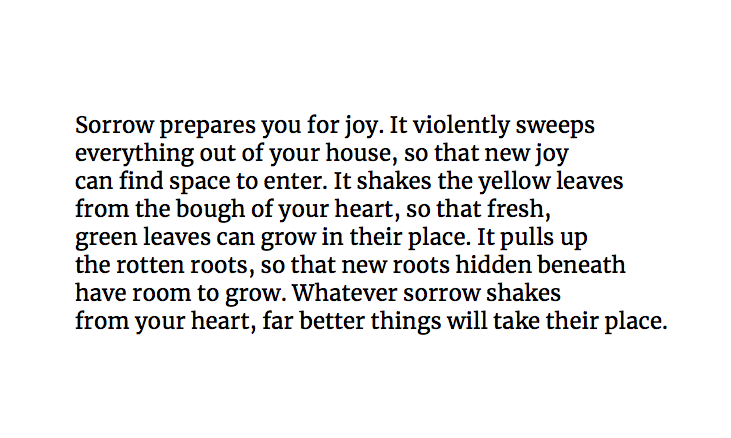 Sorrow prepares you for joy. It violently sweeps
everything out of your house, so that new joy
can find space to enter. It shakes the yellow leaves
from the bough of your heart, so that fresh,
green leaves can grow in their place. It pulls up
the rotten roots, so that new roots hidden beneath
have room to grow. Whatever sorrow shakes
from your heart, far better things will take their place.